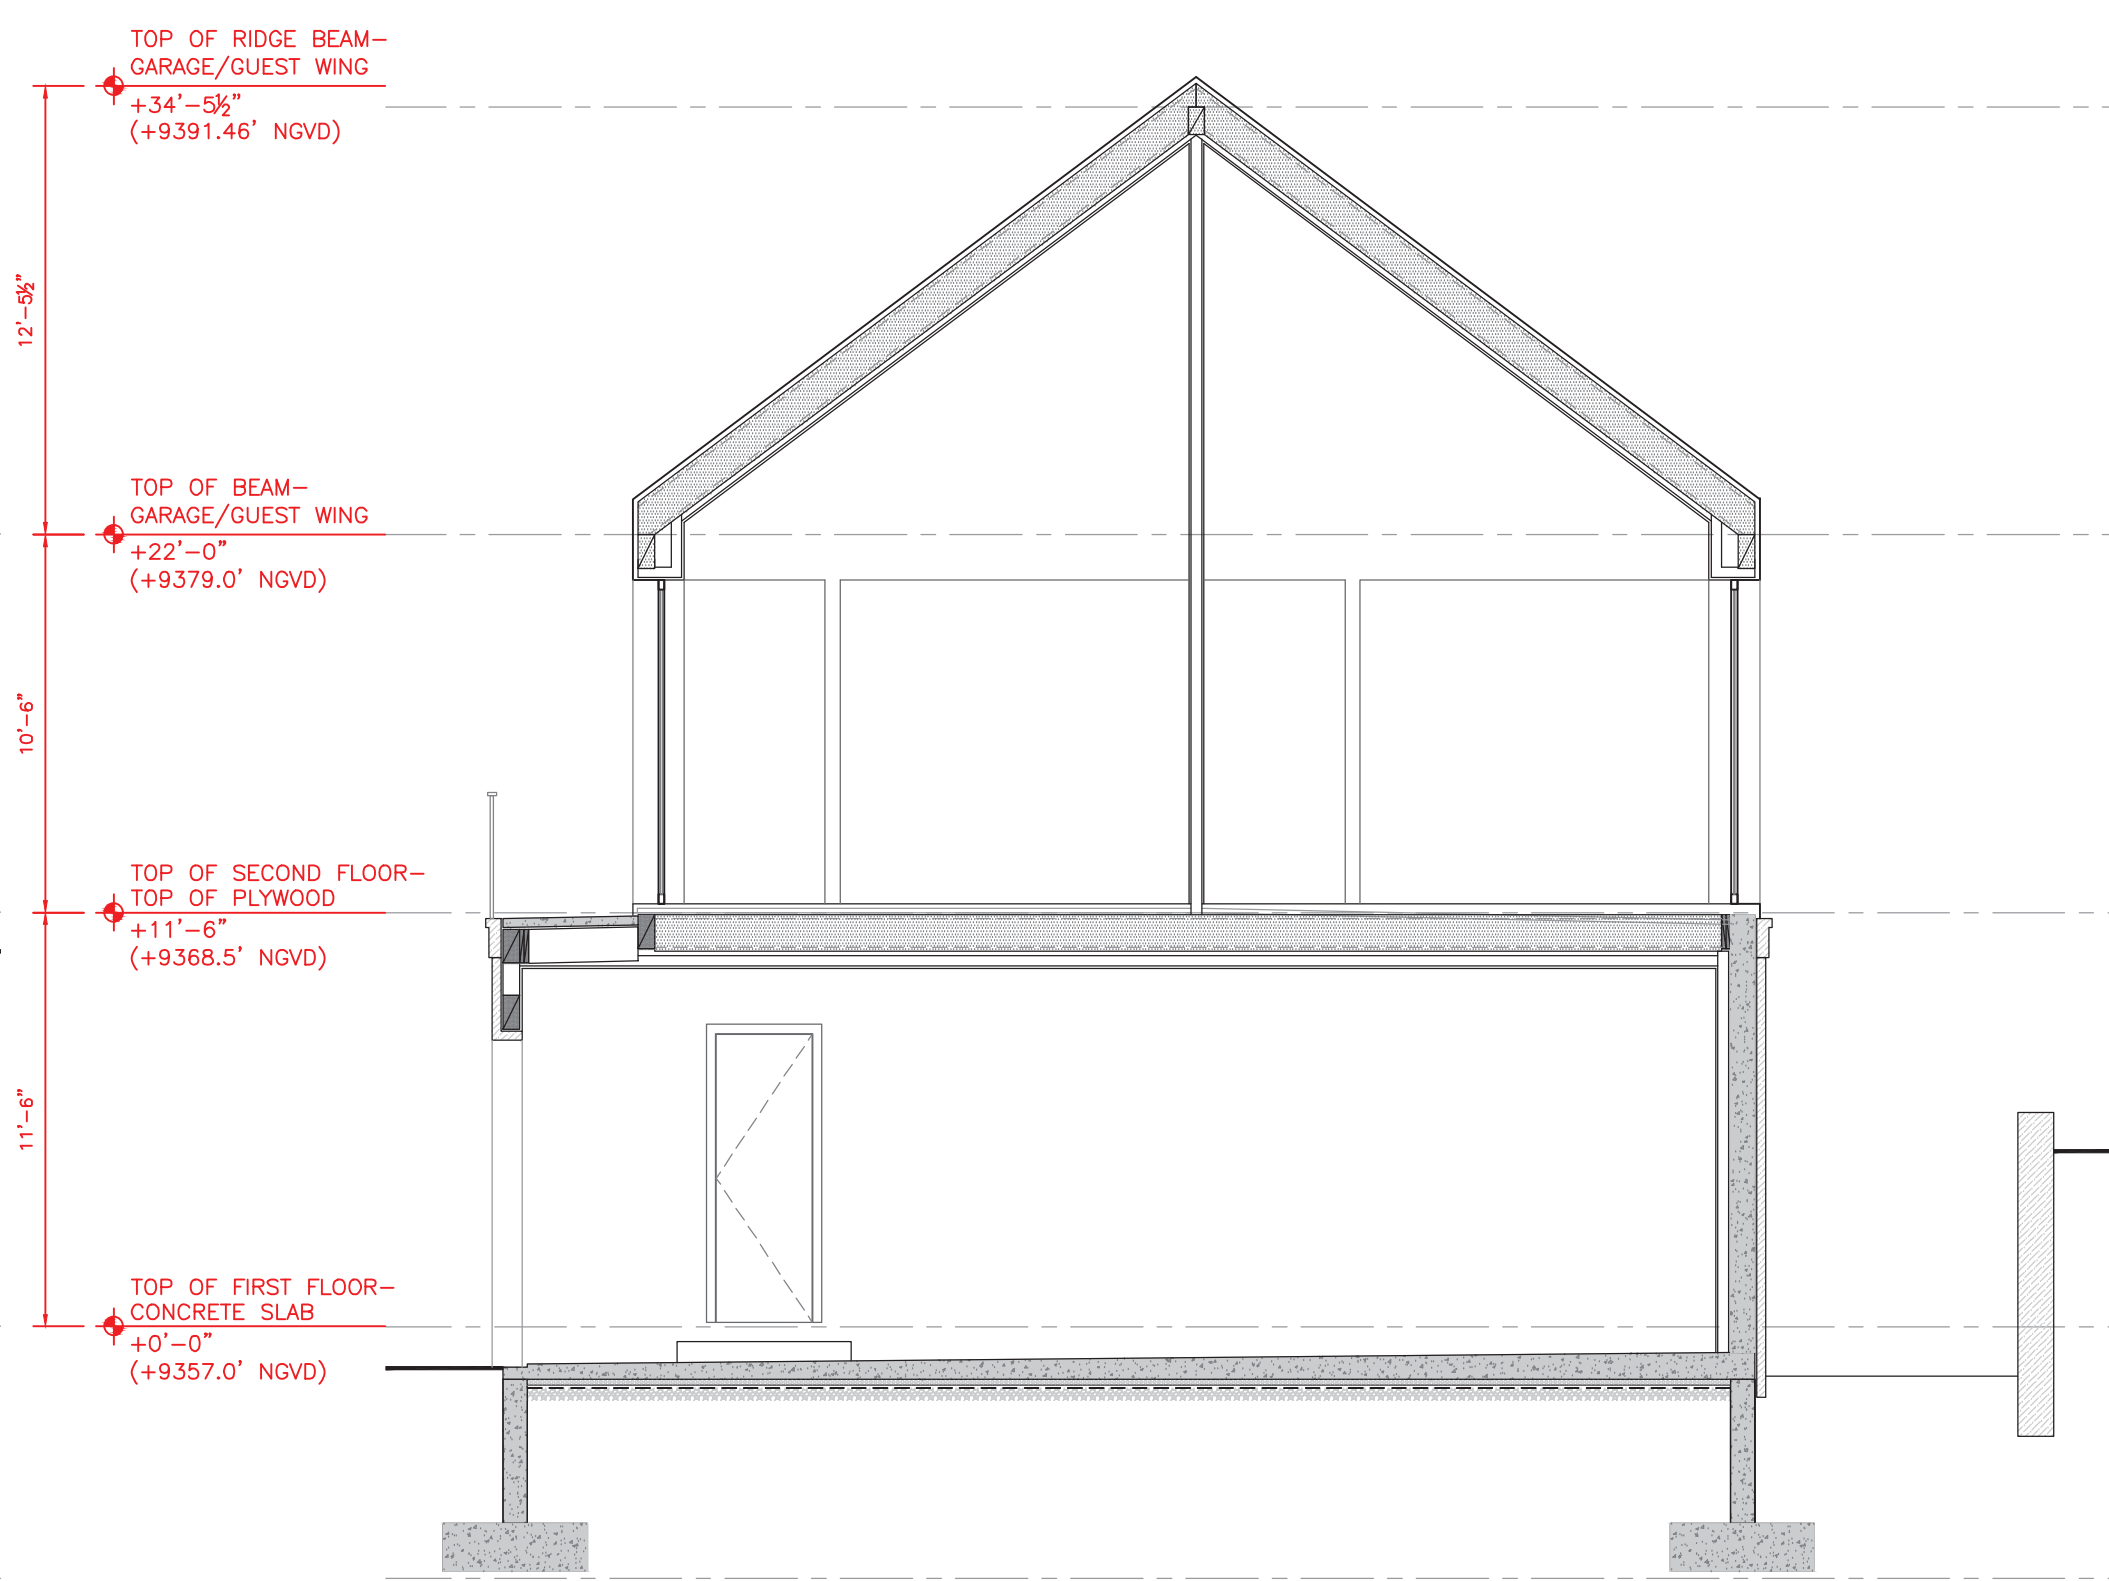 TOP OF RIDGE BEAM-
GARAGE/GUEST WING
+34'-5½"
(+9391.46' NGVD)
12'-5½"
TOP OF BEAM-
GARAGE/GUEST WING
+22'-0"
(+9379.0' NGVD)
10'-6"
TOP OF SECOND FLOOR-
TOP OF PLYWOOD
+11'-6"
(+9368.5' NGVD)
11'-6"
TOP OF FIRST FLOOR-
CONCRETE SLAB
+0'-0"
(+9357.0' NGVD)